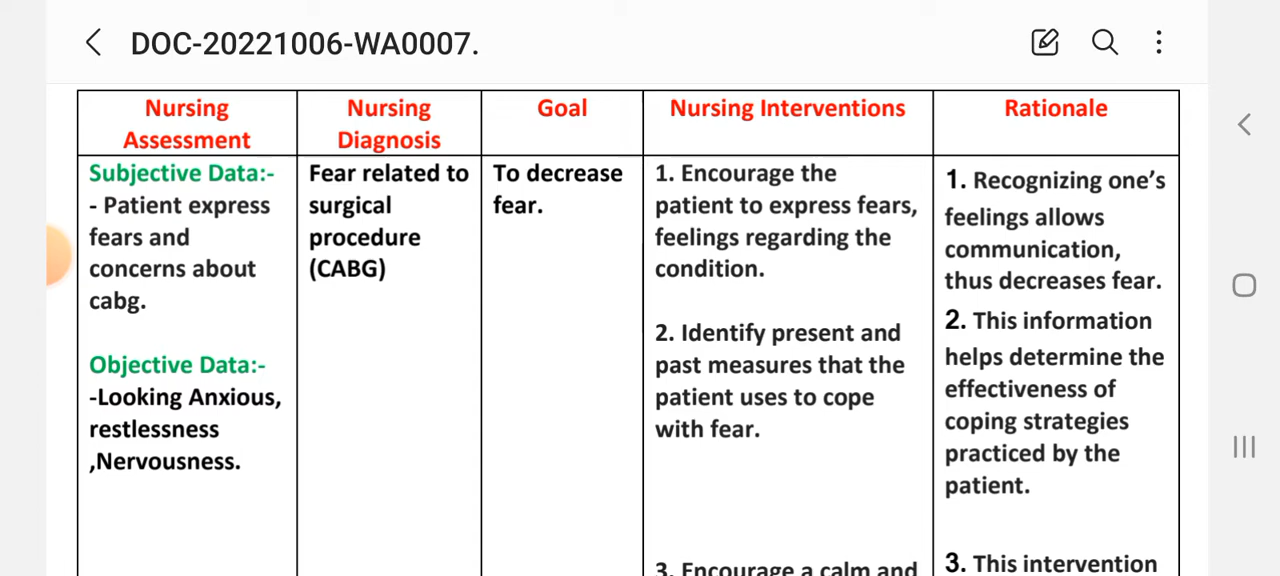 DOC-20221006-WA0007.
Nursing
Assessment
Nursing
Diagnosis
Goal
Nursing Interventions
Rationale
Subjective Data:-
- Patient express
fears and
concerns about
cabg.
Objective Data:-
-Looking Anxious,
restlessness
,Nervousness.
Fear related to
surgical
procedure
(CABG)
To decrease
fear.
1. Encourage the
patient to express fears,
feelings regarding the
condition.
2. Identify present and
past measures that the
patient uses to cope
with fear.
3. Encourage a calm and
1. Recognizing one’s
feelings allows
communication,
thus decreases fear.
2. This information
helps determine the
effectiveness of
coping strategies
practiced by the
patient.
3. This intervention